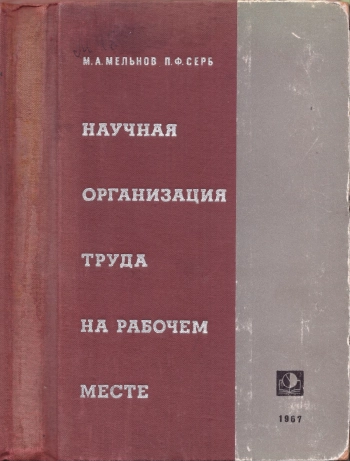 М.А.МЕЛЬНОВ П.Ф.СЕРБ
НАУЧНАЯ
ОРГАНИЗАЦИЯ
ТРУДА
НА РАБОЧЕМ
МЕСТЕ
1967